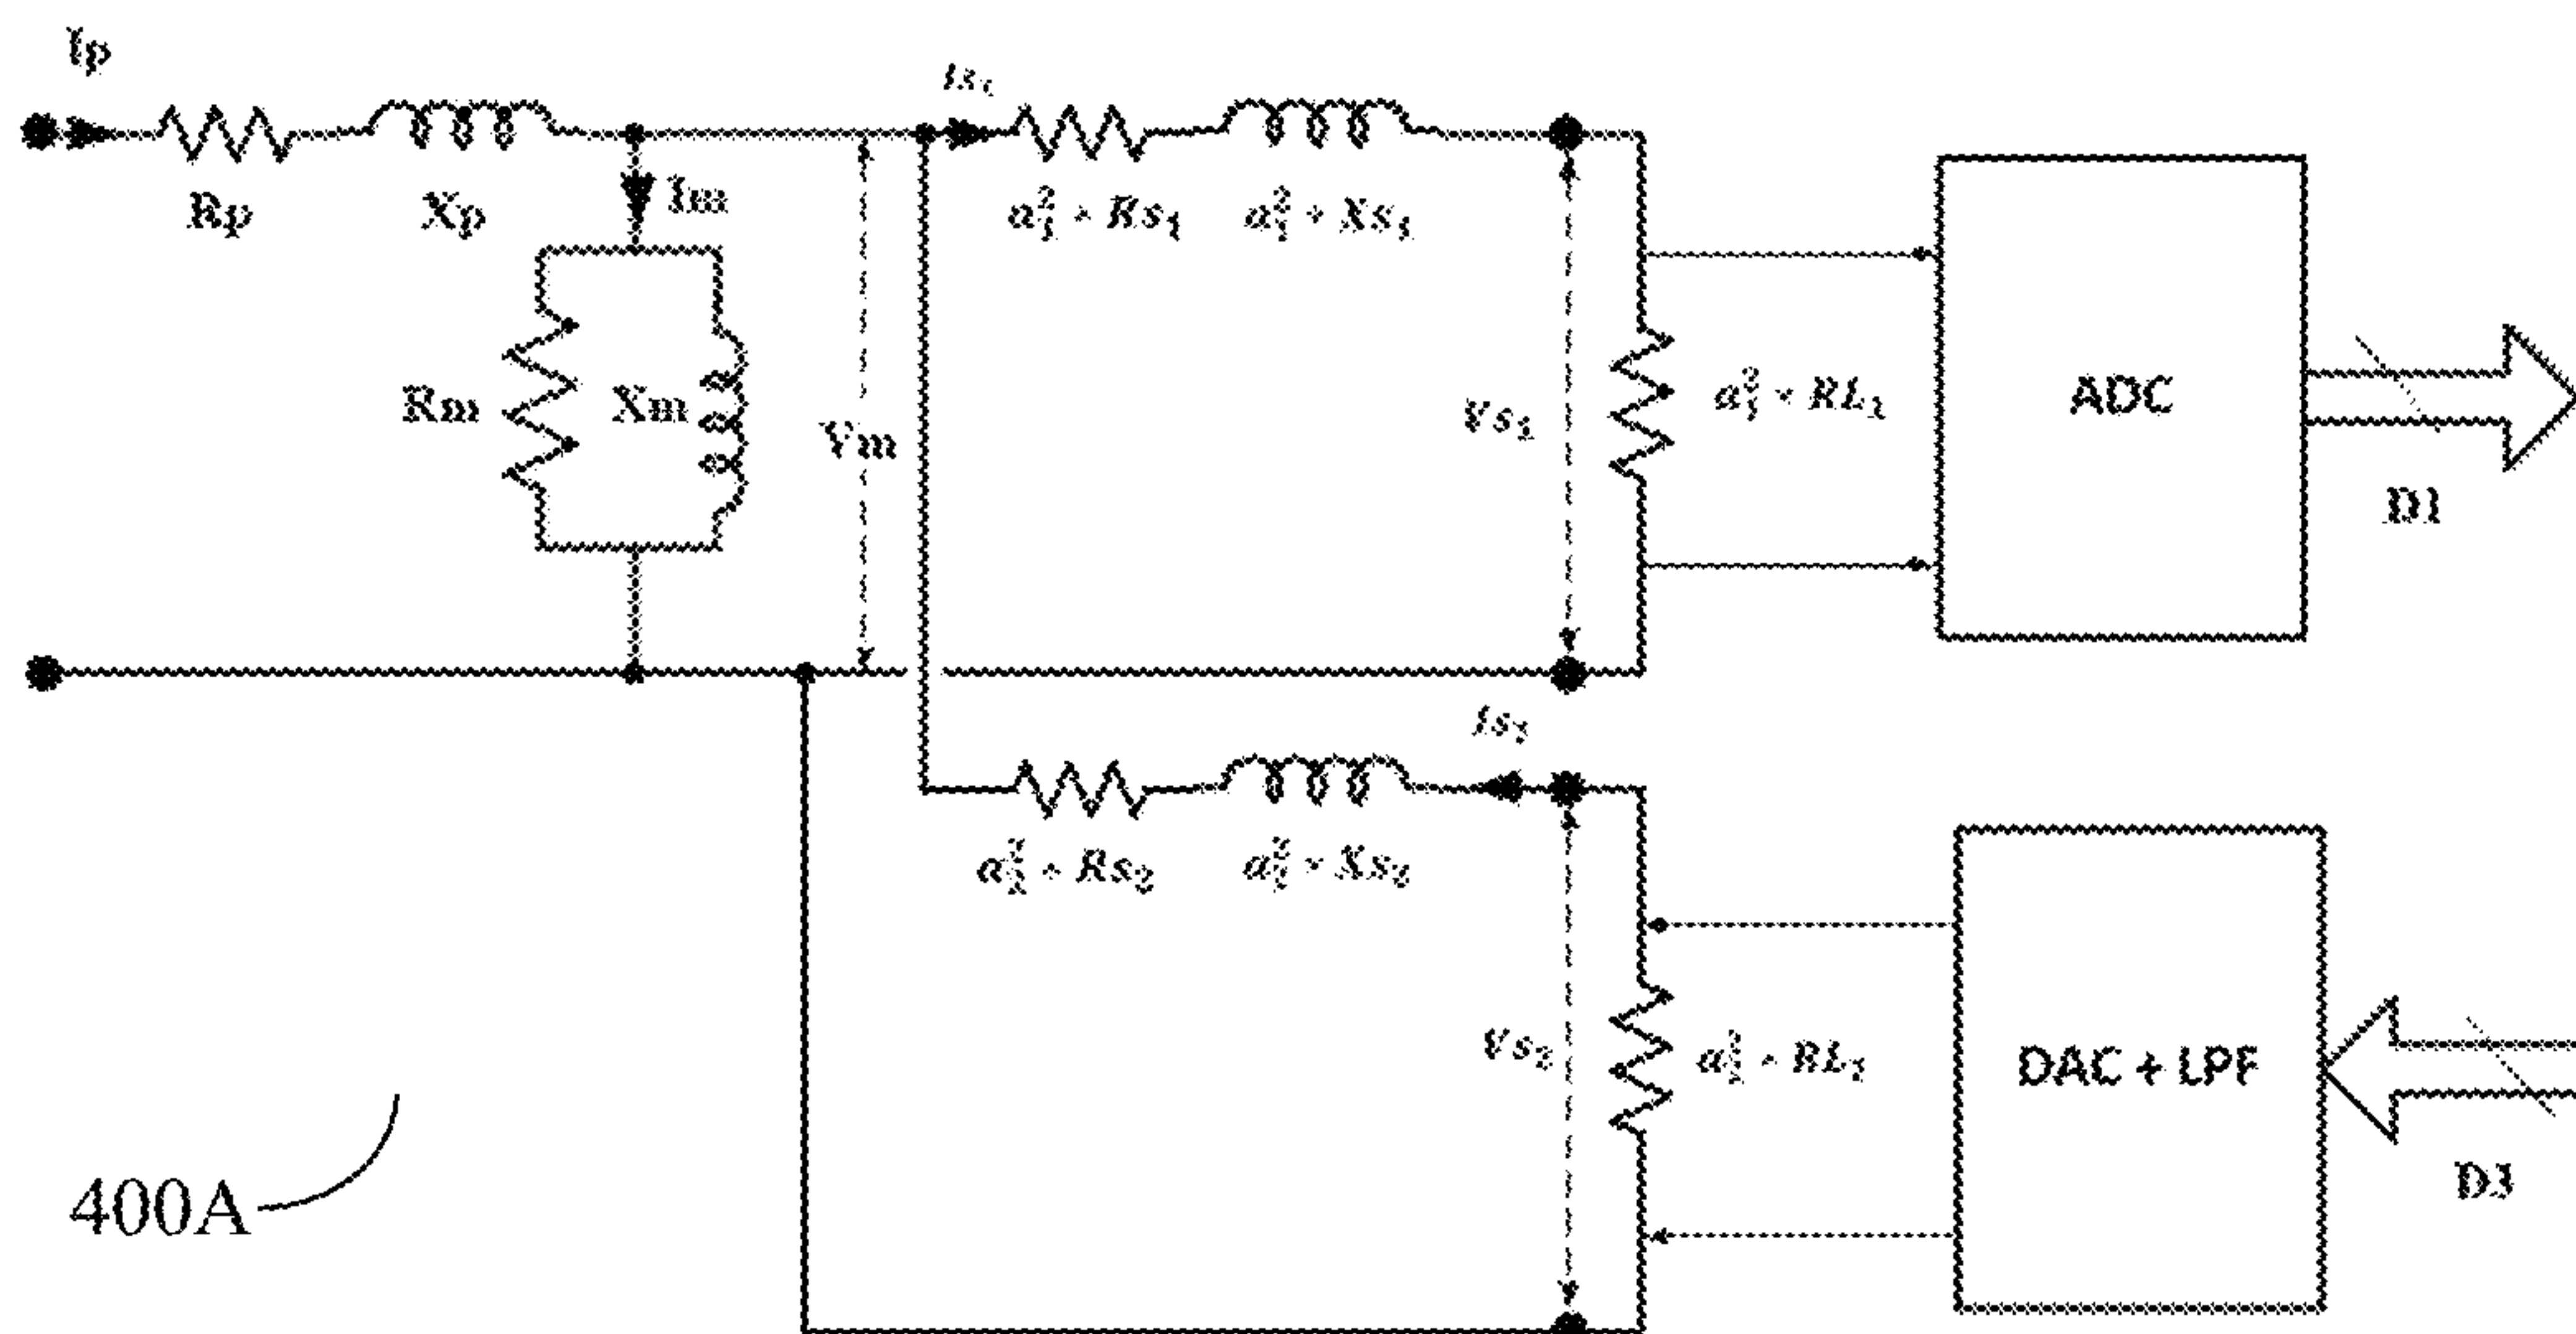 Ip
Is₁
Rp
Xp
Im
a₁² * Rs₁
a₁² * Xs₁
Rm
Xm
Vm
Vs₁
a₁² * RL₁
ADC
D1
Is₂
a₂² * Rs₂
a₂² * Xs₂
Vs₂
a₂² * RL₂
DAC + LPF
D3
400A